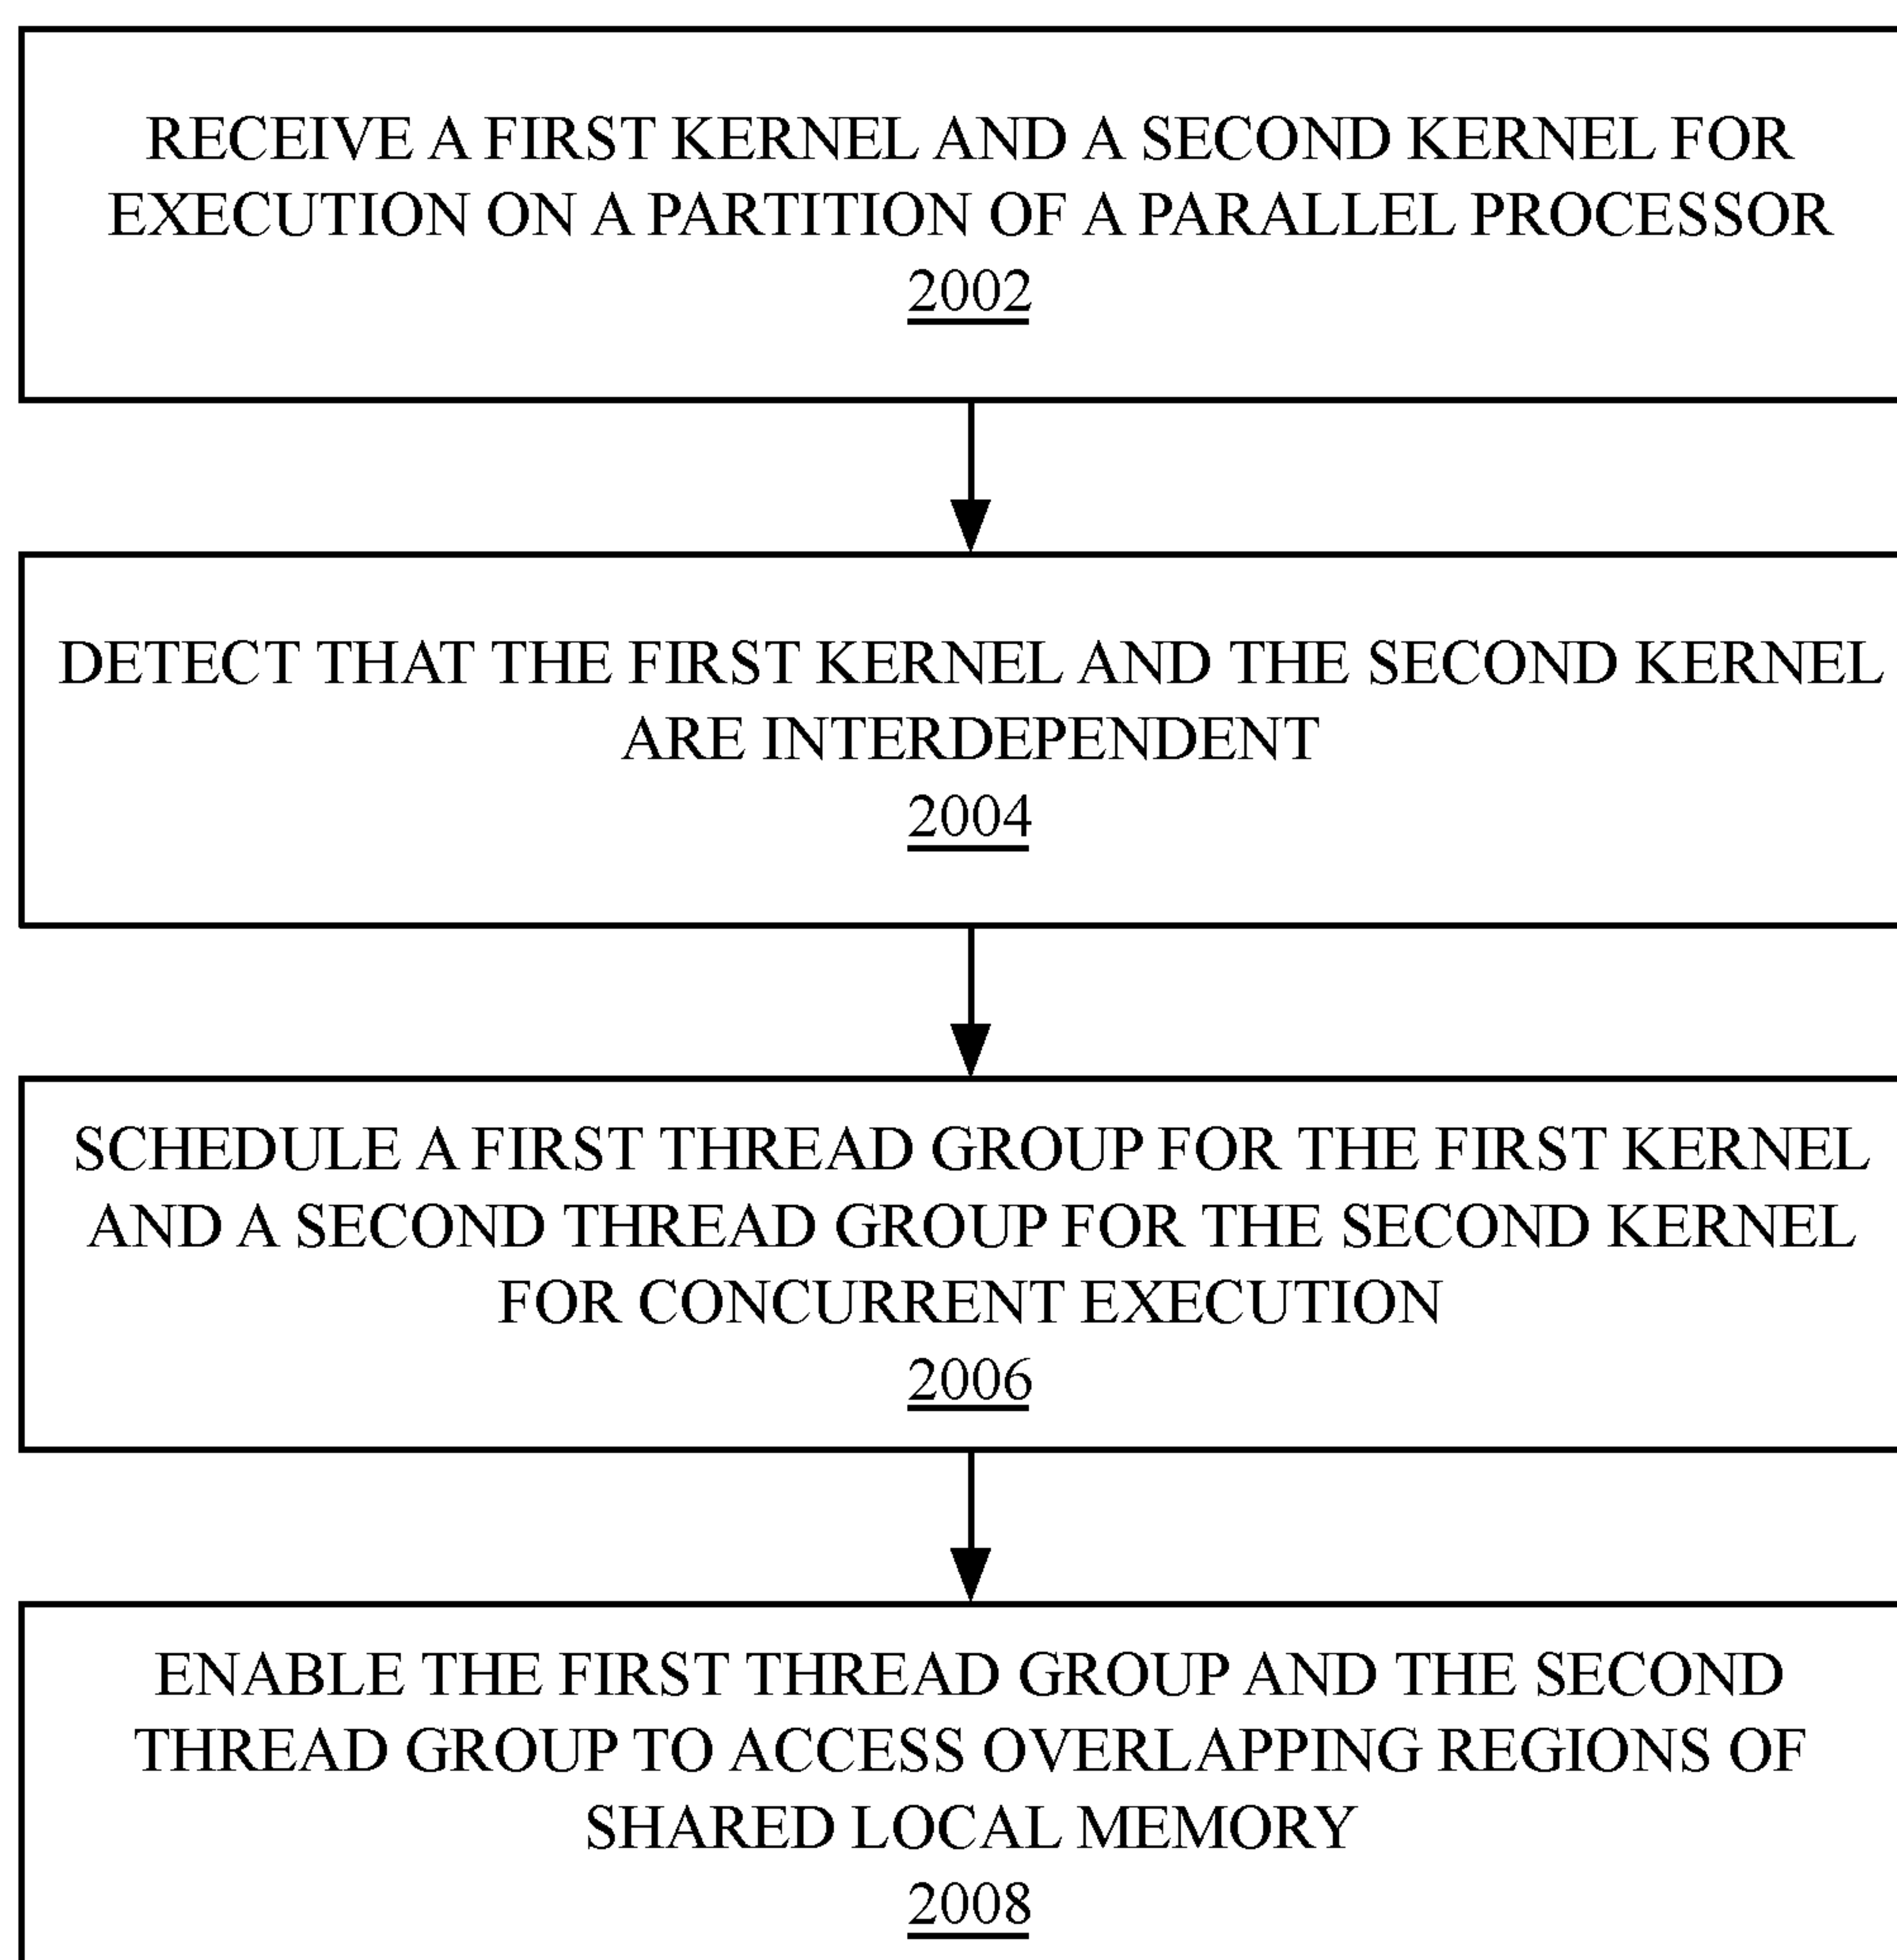 RECEIVE A FIRST KERNEL AND A SECOND KERNEL FOR
EXECUTION ON A PARTITION OF A PARALLEL PROCESSOR
2002
DETECT THAT THE FIRST KERNEL AND THE SECOND KERNEL
ARE INTERDEPENDENT
2004
SCHEDULE A FIRST THREAD GROUP FOR THE FIRST KERNEL
AND A SECOND THREAD GROUP FOR THE SECOND KERNEL
FOR CONCURRENT EXECUTION
2006
ENABLE THE FIRST THREAD GROUP AND THE SECOND
THREAD GROUP TO ACCESS OVERLAPPING REGIONS OF
SHARED LOCAL MEMORY
2008